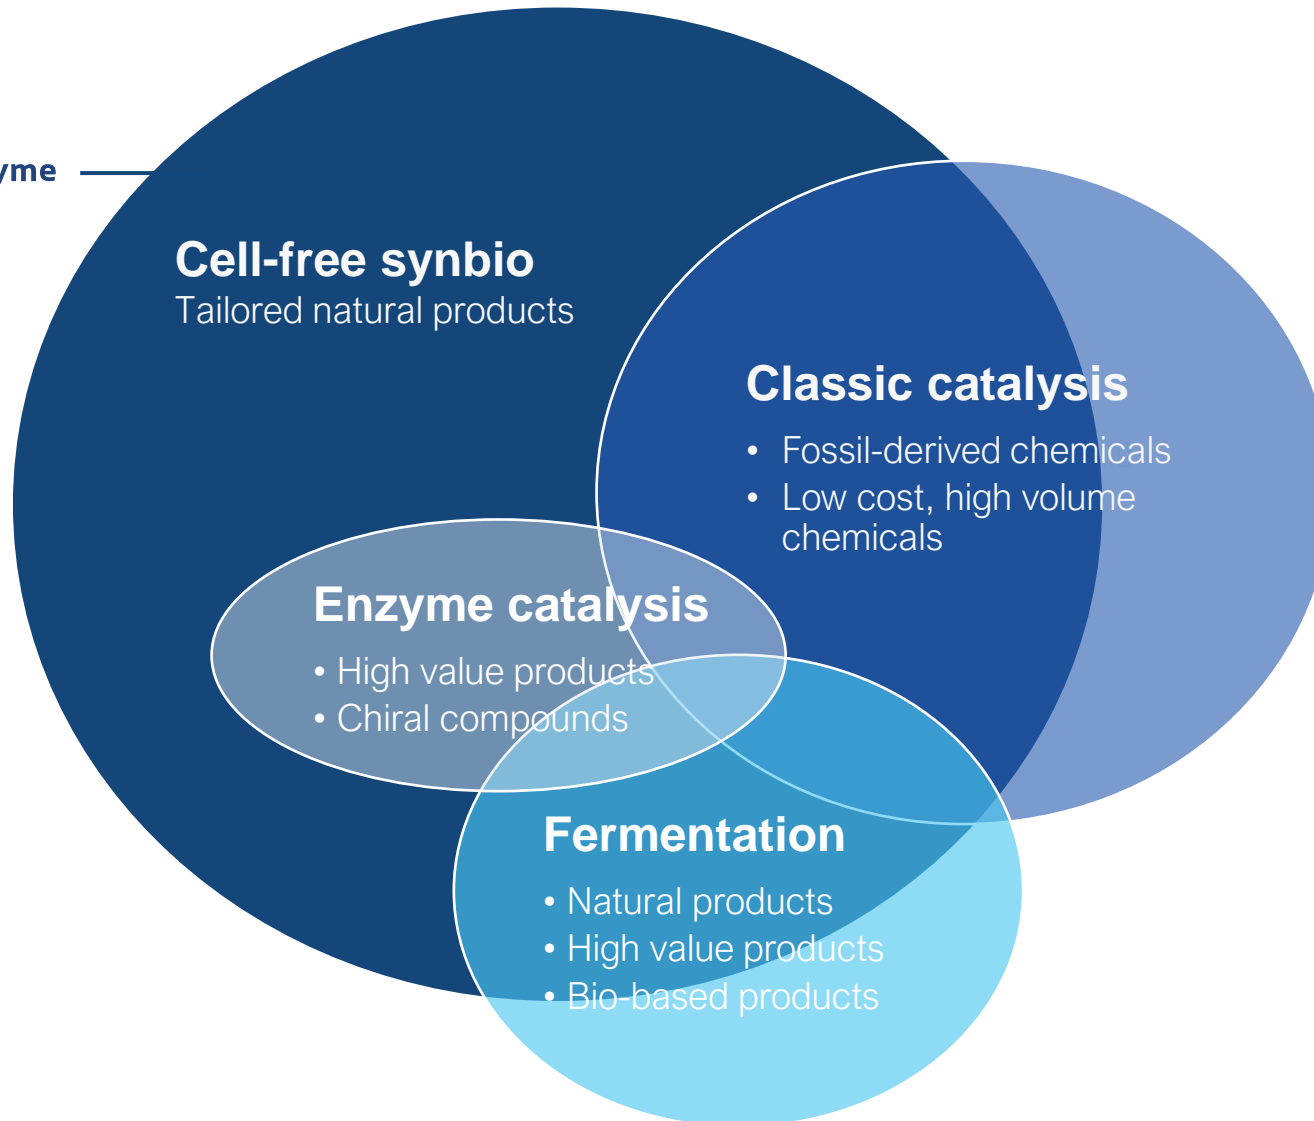 yme
Cell-free synbio
Tailored natural products
Classic catalysis
• Fossil-derived chemicals
• Low cost, high volume
chemicals
Enzyme catalysis
• High value products
• Chiral compounds
Fermentation
• Natural products
• High value products
• Bio-based products